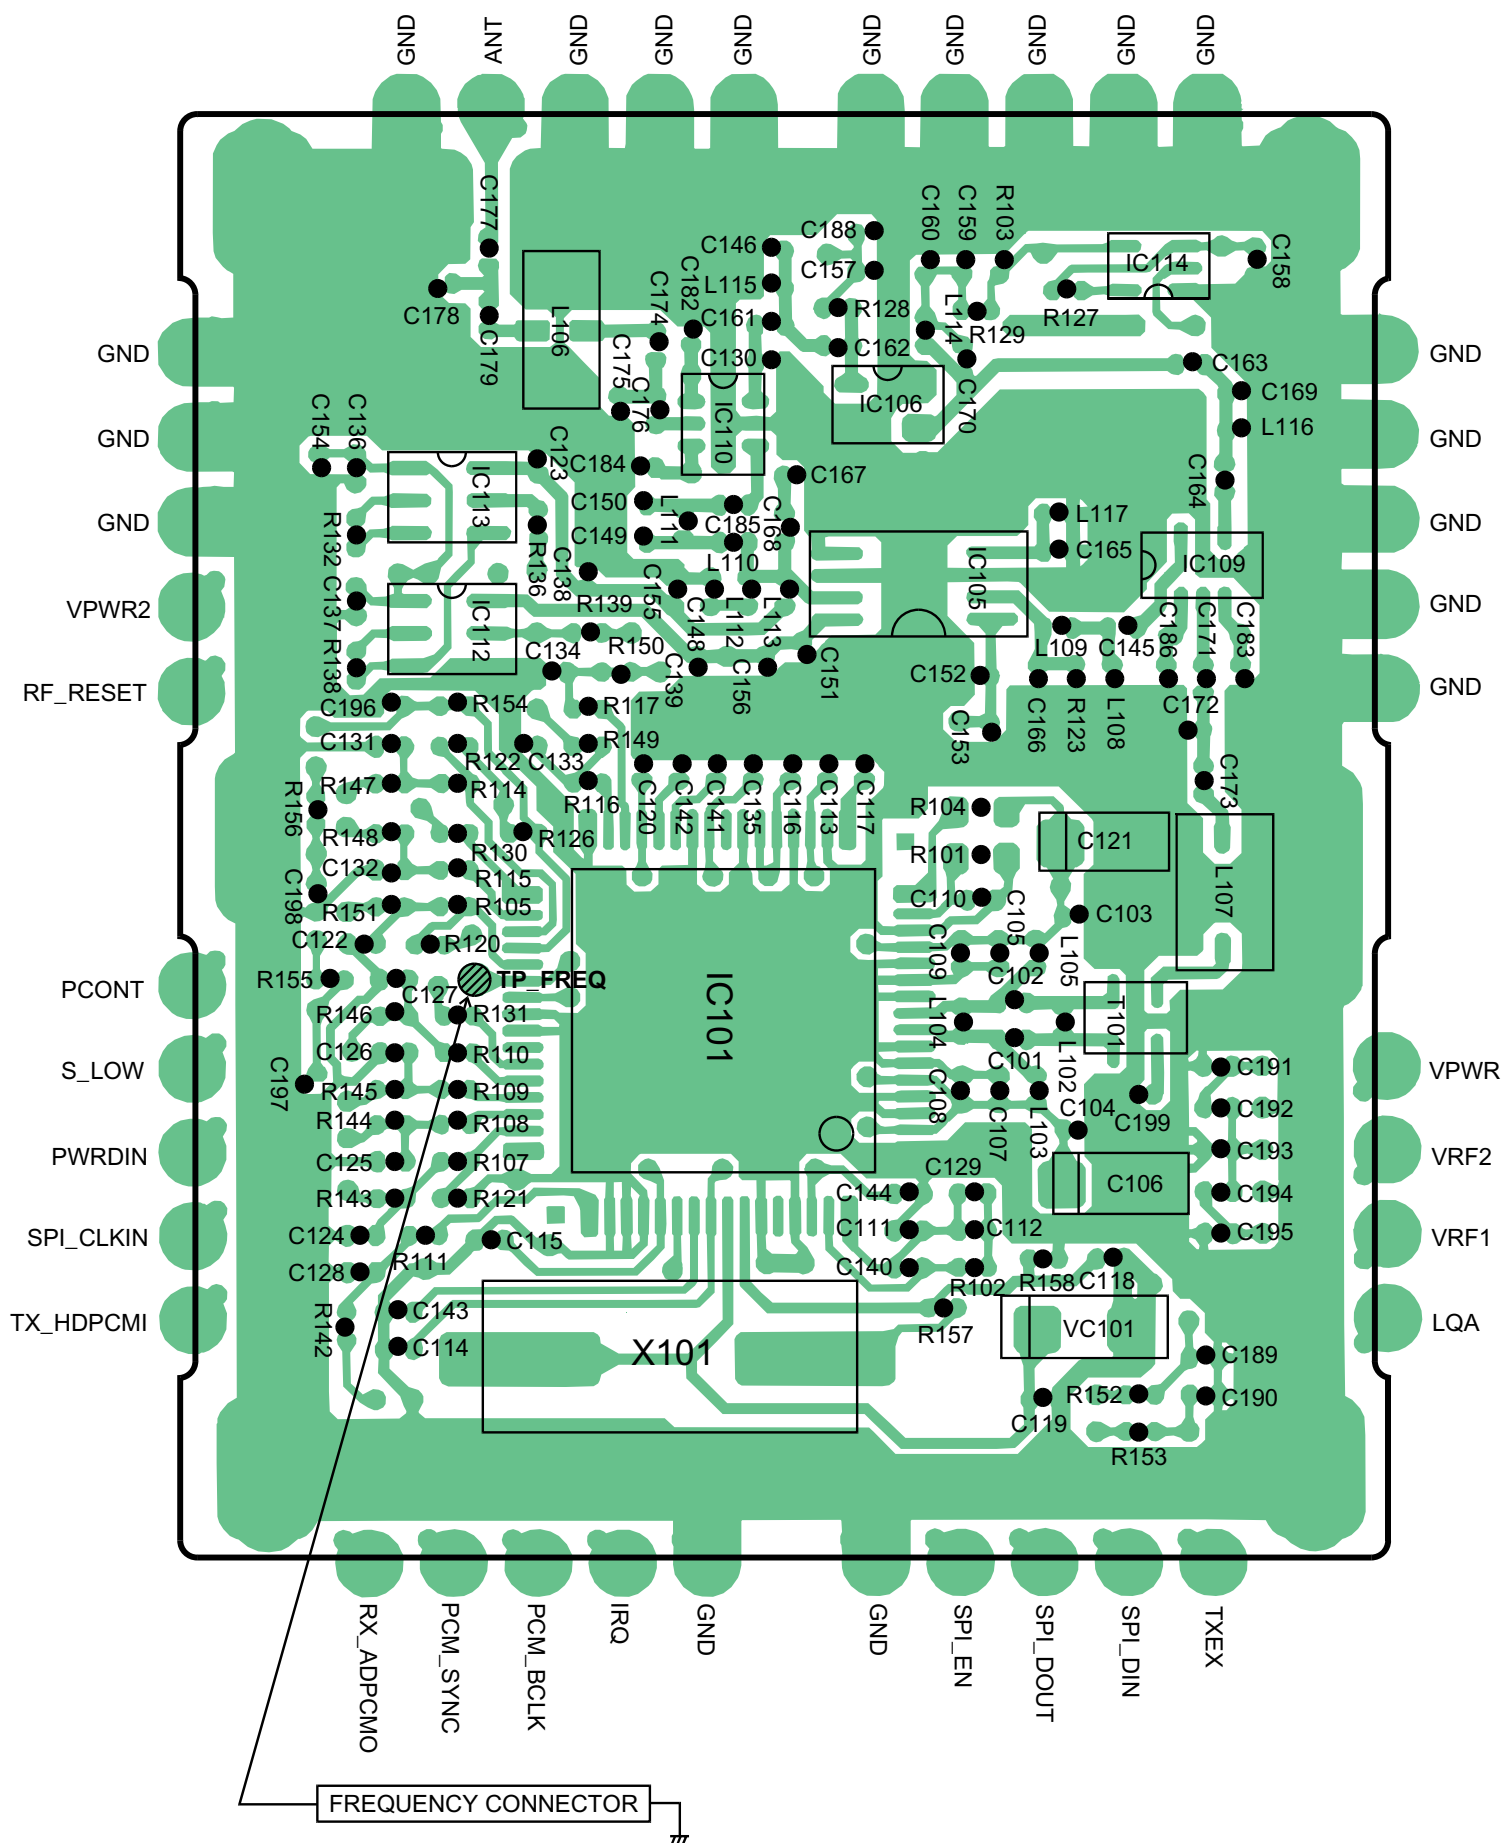 GND
ANT
GND
GND
GND
GND
GND
GND
GND
GND
C177
C160
C159
R103
C188
C146
C157
L115
IC114
C158
C178
C179
L106
C174
C182
C161
R128
L114
R129
R127
C130
C162
C175
C176
IC110
IC106
C170
C163
C169
L116
GND
GND
GND
VPWR2
RF_RESET
GND
GND
GND
GND
GND
C154
C136
IC113
C123
C184
C167
C150
L111
C185
C168
C149
L110
R132
R136
C138
L117
C165
C164
IC109
IC105
C137
IC112
R139
C155
C148
L112
L113
R138
R150
C134
C139
C156
C151
C152
L109
C145
C186
C171
C183
C196
R154
R117
C153
C166
R123
L108
C172
C131
R122
C133
R149
R147
R114
R116
C120
C142
C141
C135
C116
C113
C117
C173
R156
R148
R130
R126
R104
C121
C132
R115
R101
C198
R151
R105
C110
C105
C103
L107
C122
R120
C109
C102
L105
R155
C127
TP_FREQ
IC101
R146
R131
L104
T101
C126
R110
C101
L102
C197
R145
R109
C108
C107
L103
C104
C199
C191
R144
R108
C192
C125
R107
C193
R143
R121
C144
C129
C106
C194
C124
R111
C115
C111
C112
C195
C128
C140
R102
R158
C118
R142
C143
R157
VC101
C114
X101
C189
R152
C190
C119
R153
PCONT
S_LOW
PWRDIN
SPI_CLKIN
TX_HDPCMI
VPWR
VRF2
VRF1
LQA
RX_ADPCMO
PCM_SYNC
PCM_BCLK
IRQ
GND
GND
SPI_EN
SPI_DOUT
SPI_DIN
TXEX
FREQUENCY CONNECTOR